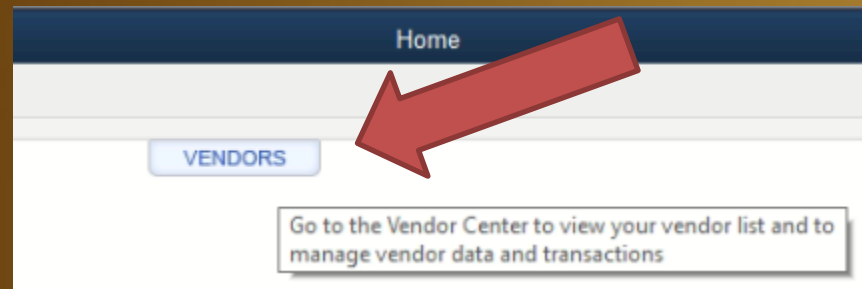 Home
VENDORS
Go to the Vendor Center to view your vendor list and to
manage vendor data and transactions